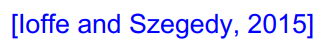 [Ioffe and Szegedy, 2015]